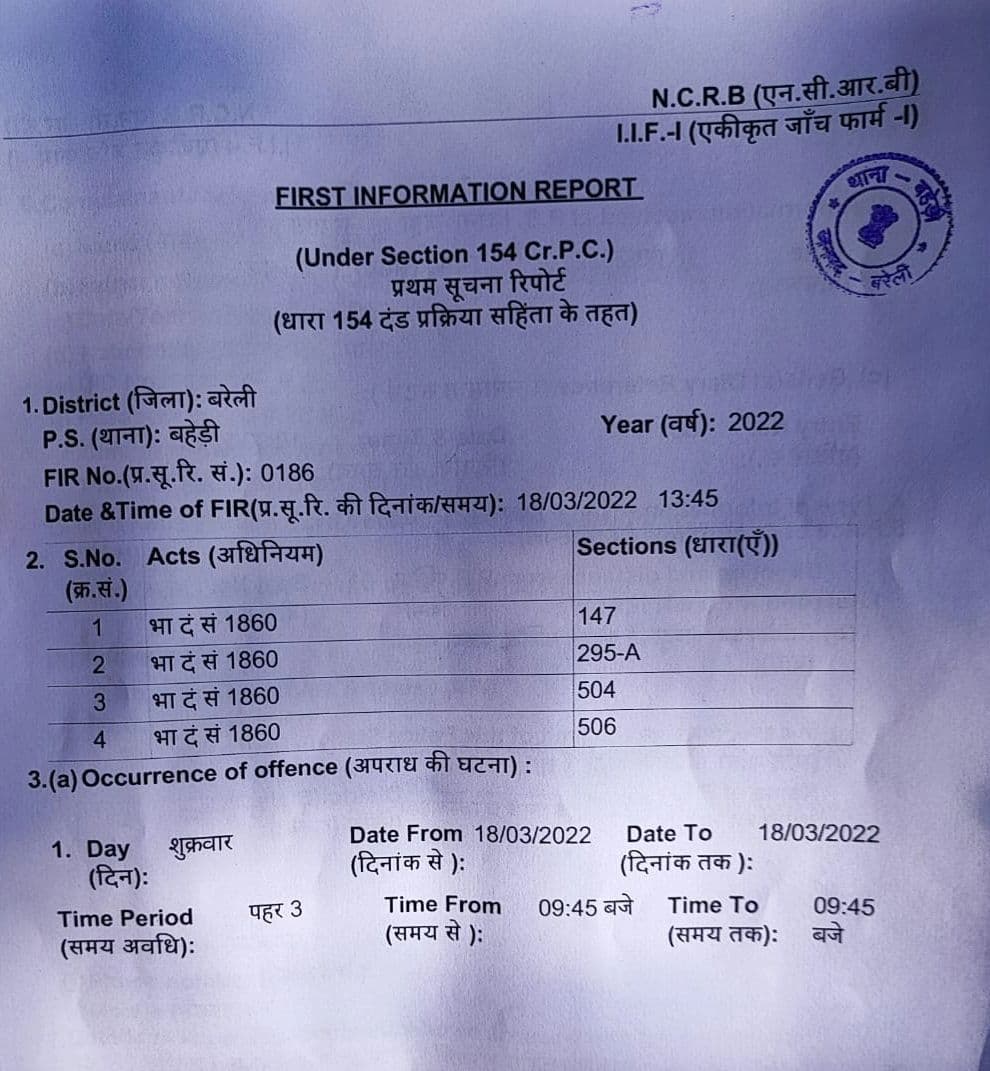 N.C.R.B (एन.सी.आर.बी)
I.I.F.-I (एकीकृत जाँच फार्म -I)
थाना - बहेड़ी
जनपद - बरेली
FIRST INFORMATION REPORT
(Under Section 154 Cr.P.C.)
प्रथम सूचना रिपोर्ट
(धारा 154 दंड प्रक्रिया सहिंता के तहत)
1. District (जिला): बरेली
P.S. (थाना): बहेड़ी Year (वर्ष): 2022
FIR No.(प्र.सू.रि. सं.): 0186
Date &Time of FIR(प्र.सू.रि. की दिनांक/समय): 18/03/2022 13:45
2. S.No. Acts (अधिनियम) Sections (धारा(एँ))
(क्र.सं.)
1 भा दं सं 1860 147
2 भा दं सं 1860 295-A
3 भा दं सं 1860 504
4 भा दं सं 1860 506
3.(a) Occurrence of offence (अपराध की घटना) :
1. Day शुक्रवार Date From 18/03/2022 Date To 18/03/2022
(दिन): (दिनांक से ): (दिनांक तक ):
Time Period पहर 3 Time From 09:45 बजे Time To 09:45
(समय अवधि): (समय से ): (समय तक): बजे